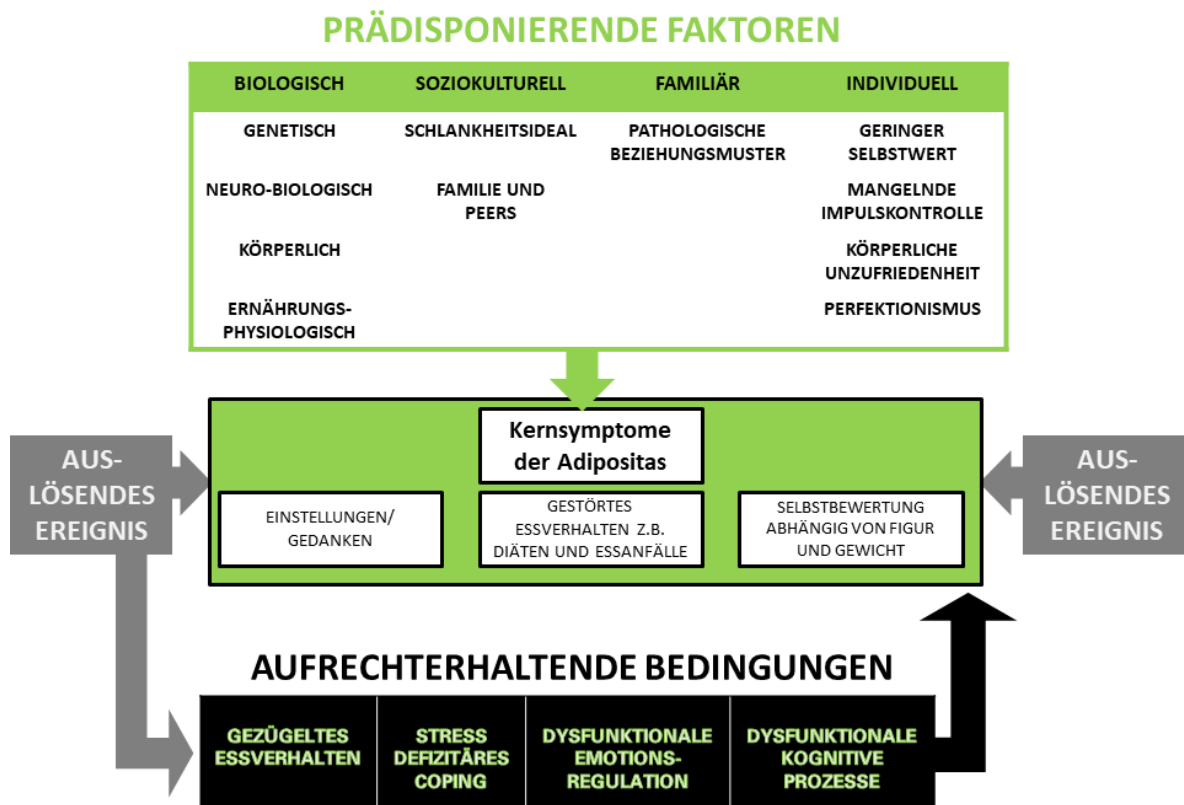 PRÄDISPONIERENDE FAKTOREN
BIOLOGISCH SOZIOKULTURELL FAMILIÄR INDIVIDUELL
GENETISCH
SCHLANKHEITSIDEAL
PATHOLOGISCHE
BEZIEHUNGSMUSTER
GERINGER
SELBSTWERT
NEURO-BIOLOGISCH
FAMILIE UND
PEERS
MANGELNDE
IMPULSKONTROLLE
KÖRPERLICH
KÖRPERLICHE
UNZUFRIEDENHEIT
ERNÄHRUNGS-
PHYSIOLOGISCH
PERFEKTIONISMUS
AUS-
LÖSENDES
EREIGNIS
Kernsymptome
der Adipositas
EINSTELLUNGEN/
GEDANKEN
GESTÖRTES
ESSVERHALTEN Z.B.
DIÄTEN UND ESSANFÄLLE
SELBSTBEWERTUNG
ABHÄNGIG VON FIGUR
UND GEWICHT
AUS-
LÖSENDES
EREIGNIS
AUFRECHTERHALTENDE BEDINGUNGEN
GEZÜGELTES
ESSVERHALTEN
STRESS
DEFIZITÄRES
COPING
DYSFUNKTIONALE
EMOTIONS-
REGULATION
DYSFUNKTIONALE
KOGNITIVE
PROZESSE